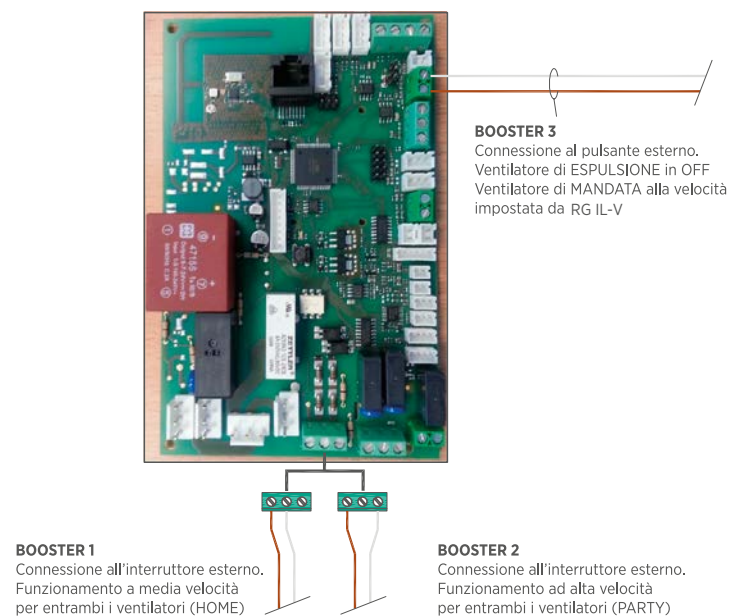 BOOSTER 3
Connessione al pulsante esterno.
Ventilatore di ESPULSIONE in OFF
Ventilatore di MANDATA alla velocità
impostata da RG IL-V
47155
ZETTLER
BOOSTER 1
Connessione all'interruttore esterno.
Funzionamento a media velocità
per entrambi i ventilatori (HOME)
BOOSTER 2
Connessione all'interruttore esterno.
Funzionamento ad alta velocità
per entrambi i ventilatori (PARTY)